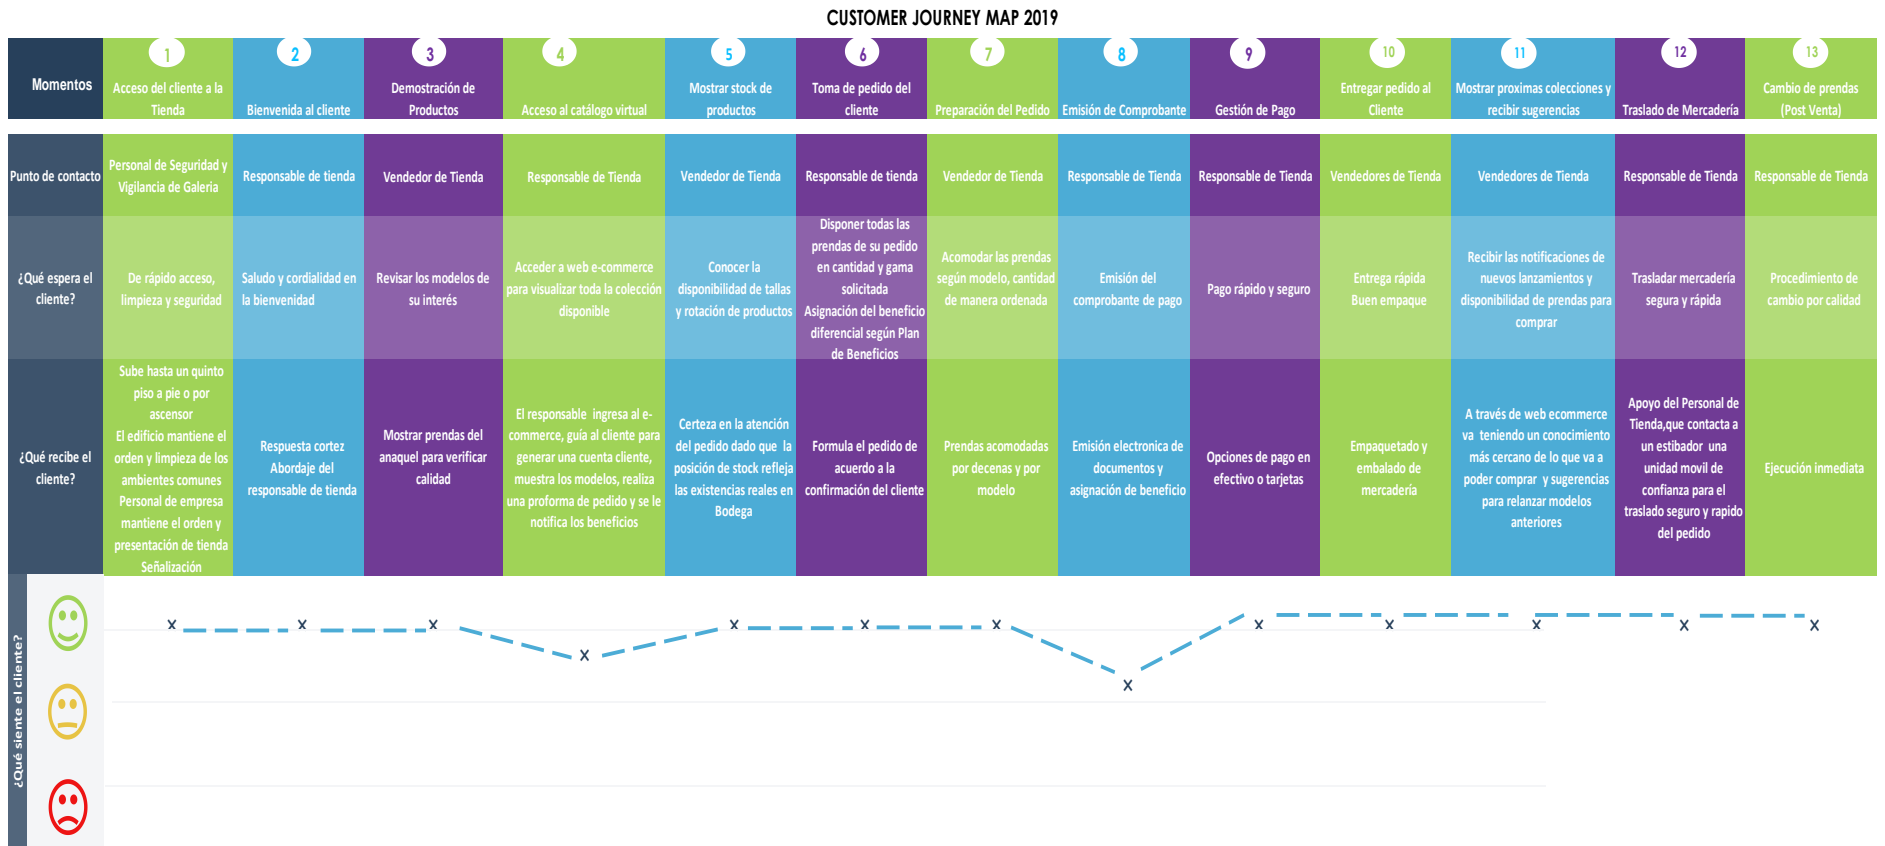 CUSTOMER JOURNEY MAP 2019
Momentos
1
Acceso del cliente a la
Tienda
2
Bienvenida al cliente
3
Demostración de
Productos
4
Acceso al catálogo virtual
5
Mostrar stock de
productos
6
Toma de pedido del
cliente
7
Preparación del Pedido
8
Emisión de Comprobante
9
Gestión de Pago
10
Entregar pedido al
Cliente
11
Mostrar proximas colecciones y
recibir sugerencias
12
Traslado de Mercadería
13
Cambio de prendas
(Post Venta)
Punto de contacto
Personal de Seguridad y
Vigilancia de Galeria
Responsable de tienda
Vendedor de Tienda
Responsable de Tienda
Vendedor de Tienda
Responsable de tienda
Vendedor de Tienda
Responsable de Tienda
Responsable de Tienda
Vendedores de Tienda
Vendedores de Tienda
Responsable de Tienda
Responsable de Tienda
¿Qué espera el
cliente?
De rápido acceso,
limpieza y seguridad
Saludo y cordialidad en
la bienvenidad
Revisar los modelos de
su interés
Acceder a web e-commerce
para visualizar toda la colección
disponible
Conocer la
disponibilidad de tallas
y rotación de productos
Disponer todas las
prendas de su pedido
en cantidad y gama
solicitada
Asignación del beneficio
diferencial según Plan
de Beneficios
Acomodar las prendas
según modelo, cantidad
de manera ordenada
Emisión del
comprobante de pago
Pago rápido y seguro
Entrega rápida
Buen empaque
Recibir las notificaciones de
nuevos lanzamientos y
disponibilidad de prendas para
comprar
Trasladar mercadería
segura y rápida
Procedimiento de
cambio por calidad
¿Qué recibe el
cliente?
Sube hasta un quinto
piso a pie o por
ascensor
El edificio mantiene el
orden y limpieza de los
ambientes comunes
Personal de empresa
mantiene el orden y
presentación de tienda
Señalización
Respuesta cortez
Abordaje del
responsable de tienda
Mostrar prendas del
anaquel para verificar
calidad
El responsable ingresa al e-
commerce, guía al cliente para
generar una cuenta cliente,
muestra los modelos, realiza
una proforma de pedido y se le
notifica los beneficios
Certeza en la atención
del pedido dado que la
posición de stock refleja
las existencias reales en
Bodega
Formula el pedido de
acuerdo a la
confirmación del cliente
Prendas acomodadas
por decenas y por
modelo
Emisión electronica de
documentos y
asignación de beneficio
Opciones de pago en
efectivo o tarjetas
Empaquetado y
embalado de
mercadería
A través de web ecommerce
va teniendo un conocimiento
más cercano de lo que va a
poder comprar y sugerencias
para relanzar modelos
anteriores
Apoyo del Personal de
Tienda,que contacta a
un estibador una
unidad movil de
confianza para el
traslado seguro y rapido
del pedido
Ejecución inmediata
¿Qué siente el cliente?